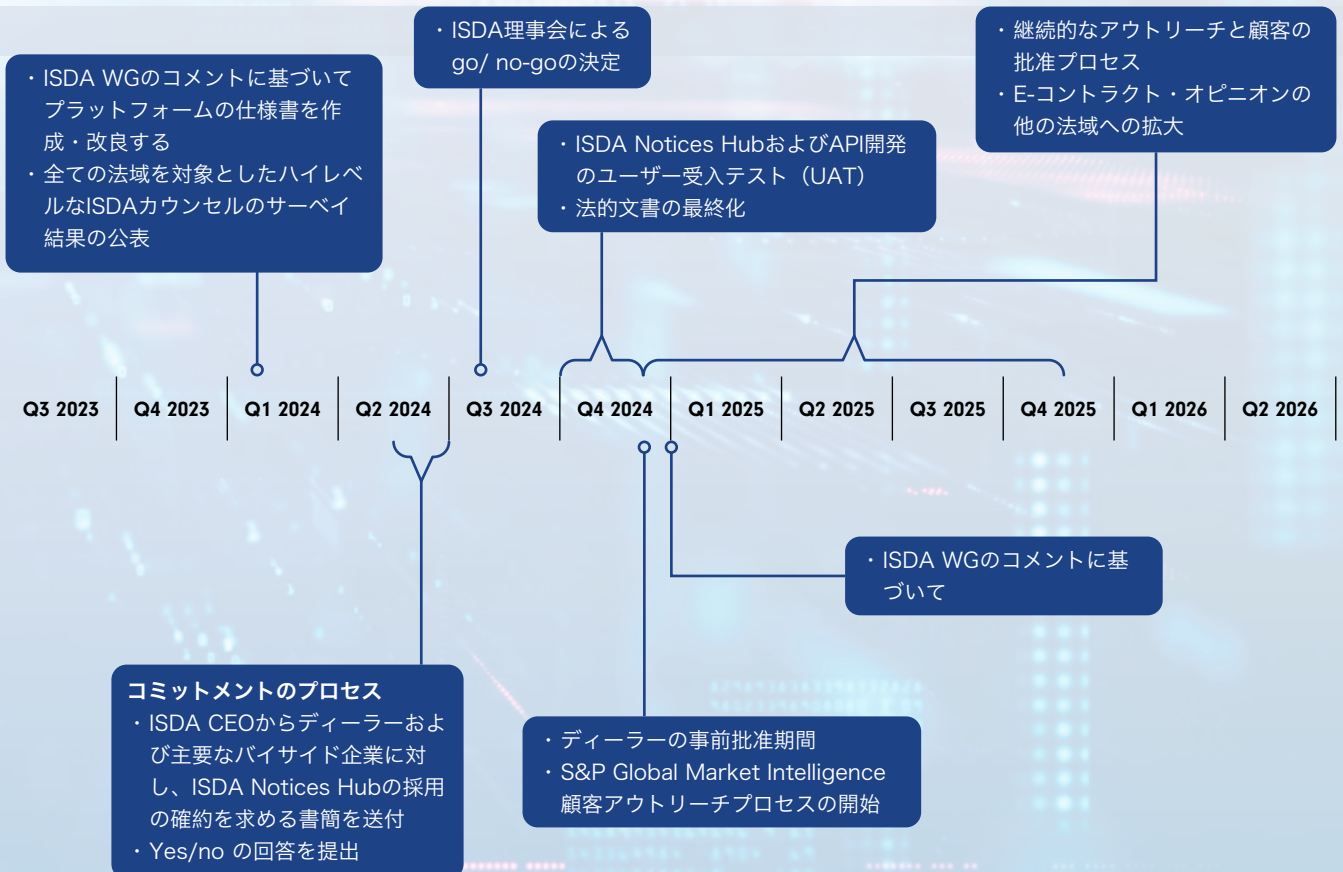 ・ISDA理事会による
go/ no-goの決定
・継続的なアウトリーチと顧客の
批准プロセス
・E-コントラクト・オピニオンの
他の法域への拡大
・ISDA WGのコメントに基づいて
プラットフォームの仕様書を作
成・改良する
・全ての法域を対象としたハイレベ
ルなISDAカウンセルのサーベイ
結果の公表
・ISDA Notices HubおよびAPI開発
のユーザー受入テスト（UAT）
・法的文書の最終化
Q3 2023
Q4 2023
Q1 2024
Q2 2024
Q3 2024
Q4 2024
Q1 2025
Q2 2025
Q3 2025
Q4 2025
Q1 2026
Q2 2026
・ISDA WGのコメントに基
づいて
コミットメントのプロセス
・ISDA CEOからディーラーおよ
び主要なバイサイド企業に対
し、ISDA Notices Hubの採用
の確約を求める書簡を送付
・Yes/no の回答を提出
・ディーラーの事前批准期間
・S&P Global Market Intelligence
顧客アウトリーチプロセスの開始